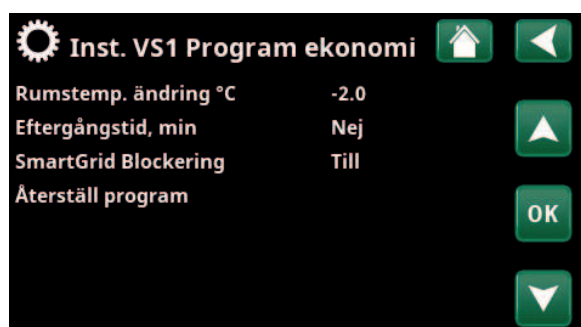 Inst. VS1 Program ekonomi
Rumstemp. ändring °C -2.0
Eftergångstid, min Nej
SmartGrid Blockering Till
Återställ program
OK